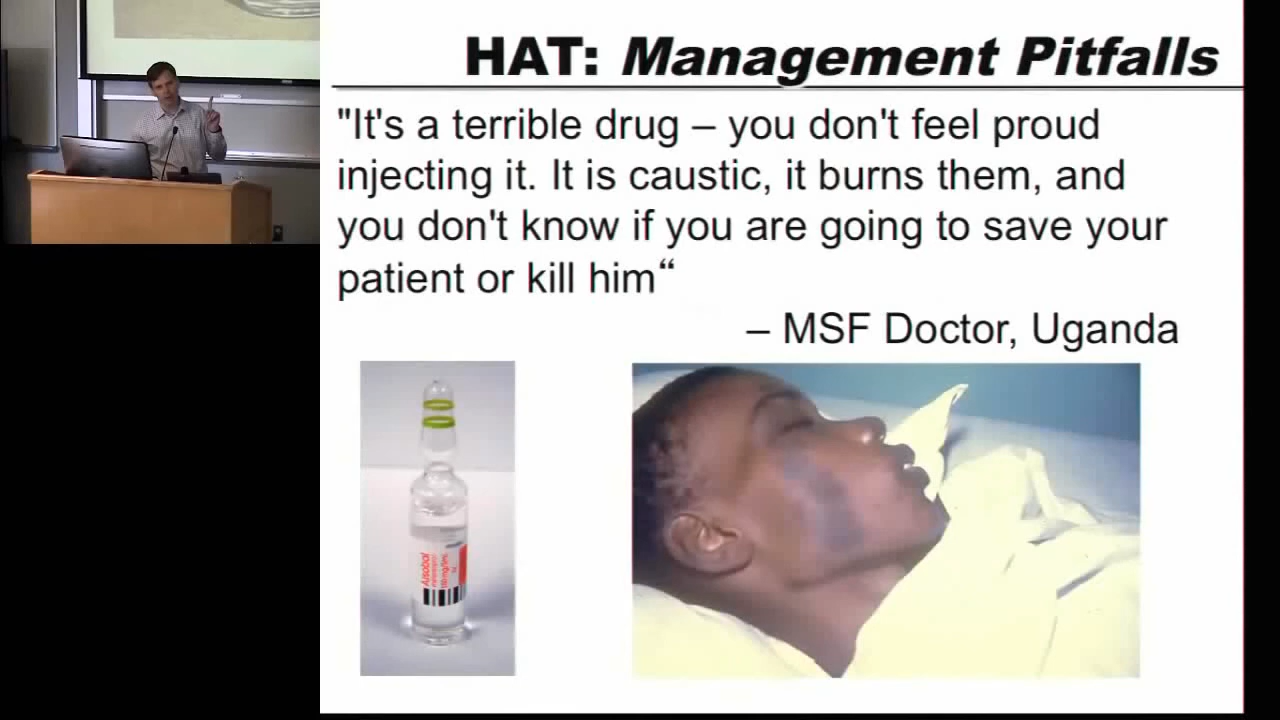 HAT: Management Pitfalls
"It's a terrible drug – you don't feel proud
injecting it. It is caustic, it burns them, and
you don't know if you are going to save your
patient or kill him“
– MSF Doctor, Uganda
Arsobal